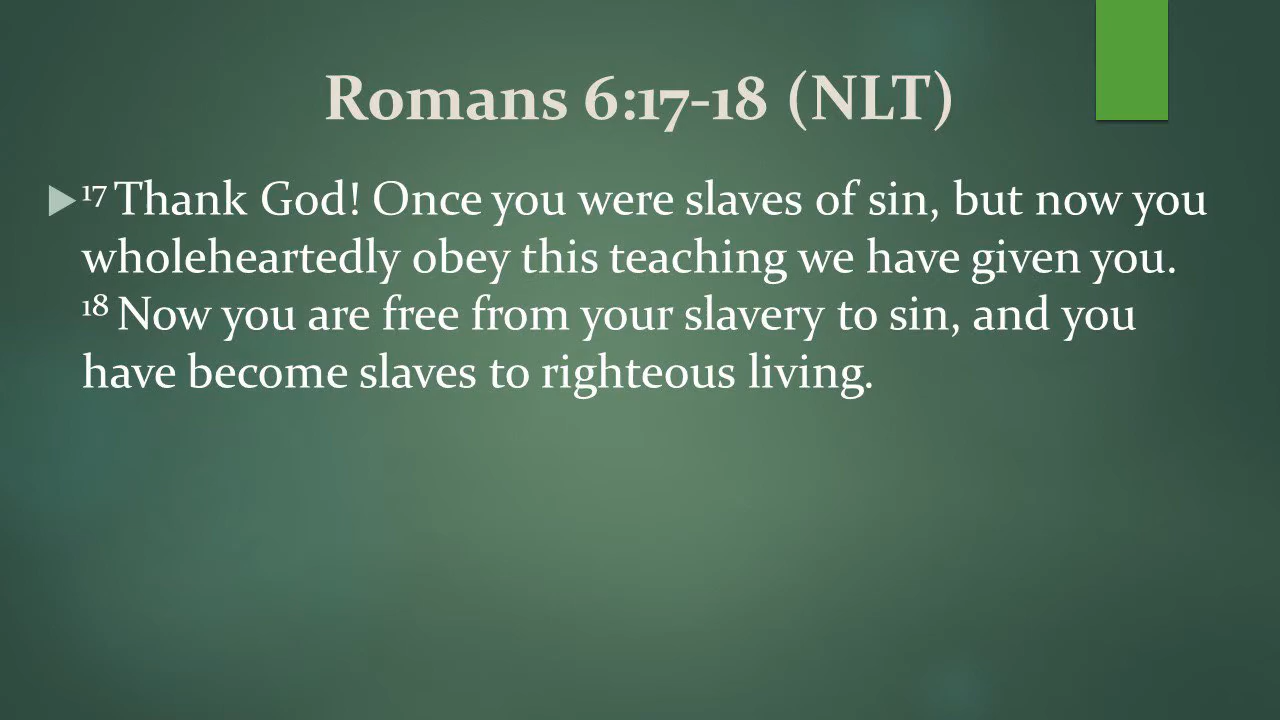 Romans 6:17-18 (NLT)
17 Thank God! Once you were slaves of sin, but now you
wholeheartedly obey this teaching we have given you.
18 Now you are free from your slavery to sin, and you
have become slaves to righteous living.